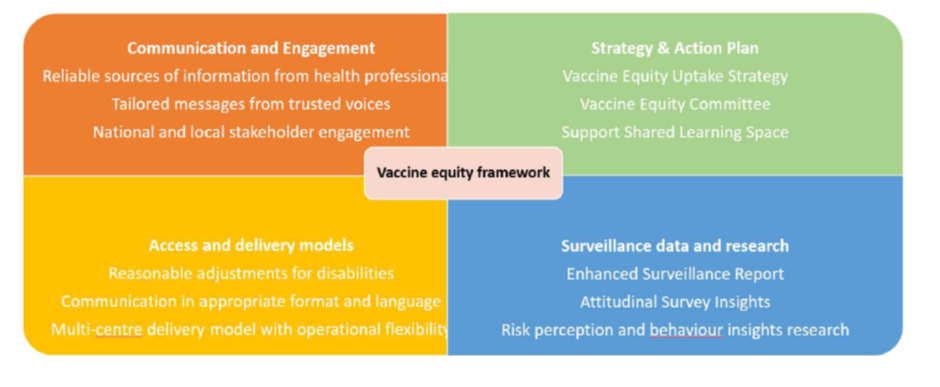 Communication and Engagement
Reliable sources of information from health professiona
Tailored messages from trusted voices
National and local stakeholder engagement
Strategy & Action Plan
Vaccine Equity Uptake Strategy
Vaccine Equity Committee
Support Shared Learning Space
Vaccine equity framework
Access and delivery models
Reasonable adjustments for disabilities
Communication in appropriate format and language
Multi-centre delivery model with operational flexibility
Surveillance data and research
Enhanced Surveillance Report
Attitudinal Survey Insights
Risk perception and behaviour insights research